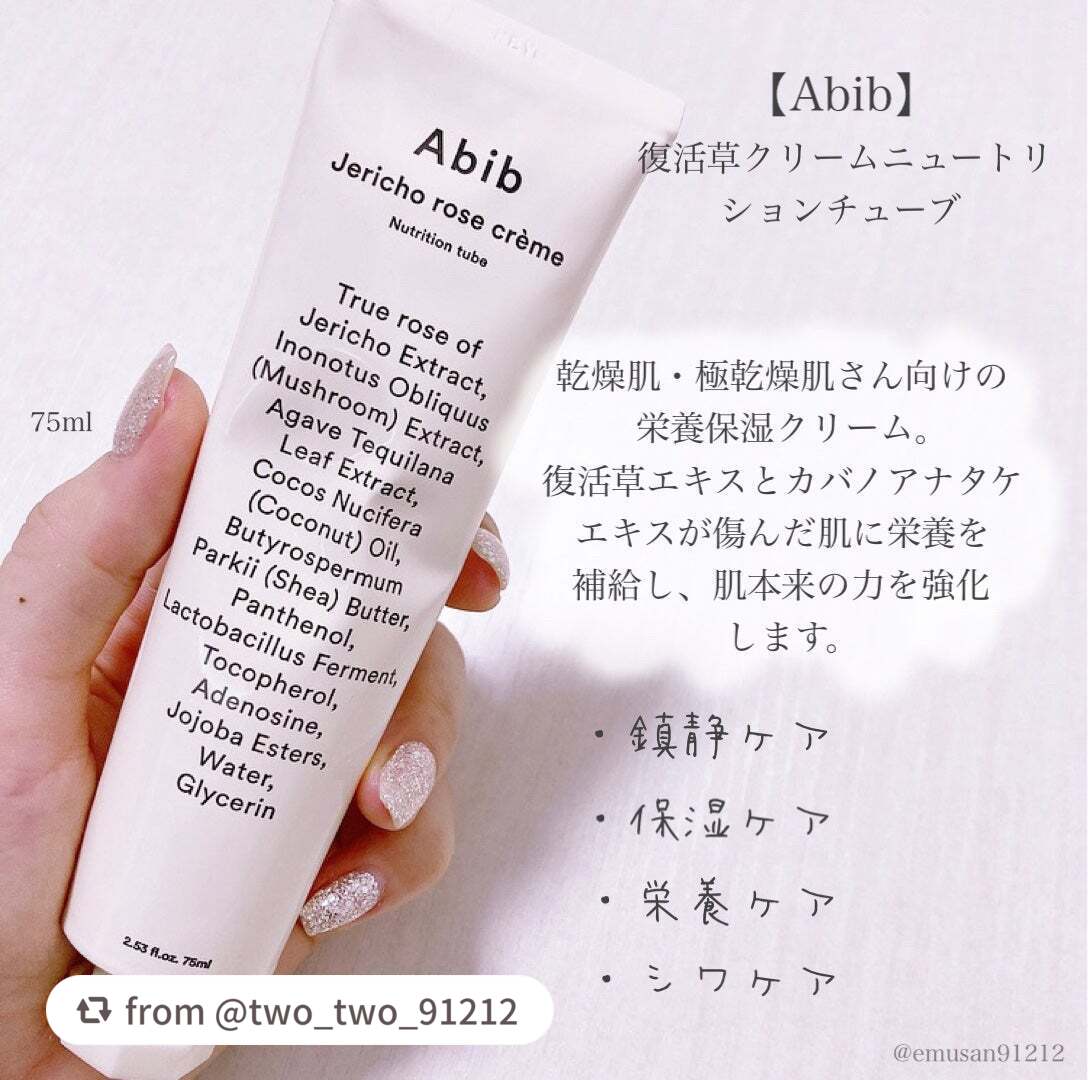 Abib
Jericho rose crème
Nutrition tube
True rose of
Jericho Extract,
Inonotus Obliquus
(Mushroom) Extract,
Agave Tequilana
Leaf Extract,
Cocos Nucifera
(Coconut) Oil,
Butyrospermum
Parkii (Shea) Butter,
Panthenol,
Lactobacillus Ferment,
Tocopherol,
Adenosine,
Jojoba Esters,
Water,
Glycerin
2.53 fl.oz. 75ml
75ml
【Abib】
復活草クリームニュートリ
ションチューブ
乾燥肌・極乾燥肌さん向けの
栄養保湿クリーム。
復活草エキスとカバノアナタケ
エキスが傷んだ肌に栄養を
補給し、肌本来の力を強化
します。
・鎮静ケア
・保湿ケア
・栄養ケア
・シワケア
from @two_two_91212
@emusan91212